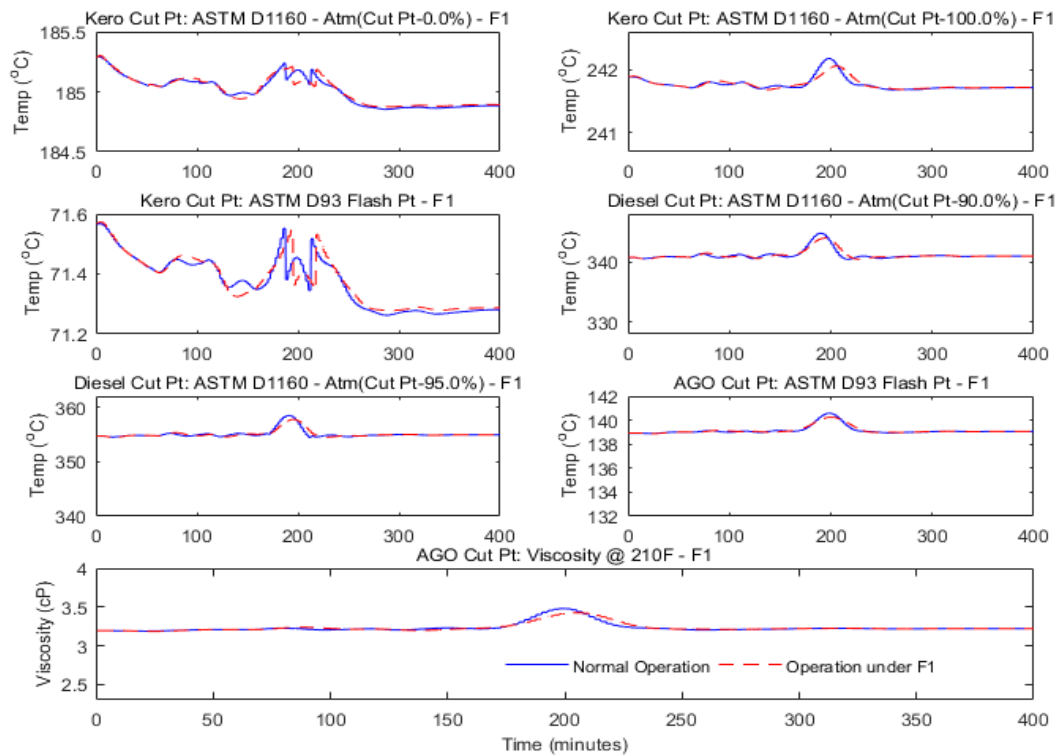 Kero Cut Pt: ASTM D1160 - Atm(Cut Pt-0.0%) - F1
185.5
185
184.5
Temp (°C)
0 100 200 300 400
Kero Cut Pt: ASTM D1160 - Atm(Cut Pt-100.0%) - F1
242
241
Temp (°C)
0 100 200 300 400
Kero Cut Pt: ASTM D93 Flash Pt - F1
71.6
71.4
71.2
Temp (°C)
0 100 200 300 400
Diesel Cut Pt: ASTM D1160 - Atm(Cut Pt-90.0%) - F1
340
330
Temp (°C)
0 100 200 300 400
Diesel Cut Pt: ASTM D1160 - Atm(Cut Pt-95.0%) - F1
360
350
340
Temp (°C)
0 100 200 300 400
AGO Cut Pt: ASTM D93 Flash Pt - F1
142
140
138
136
134
132
Temp (°C)
0 100 200 300 400
AGO Cut Pt: Viscosity @ 210F - F1
4
3.5
3
2.5
Viscosity (cP)
Normal Operation Operation under F1
0 50 100 150 200 250 300 350 400
Time (minutes)